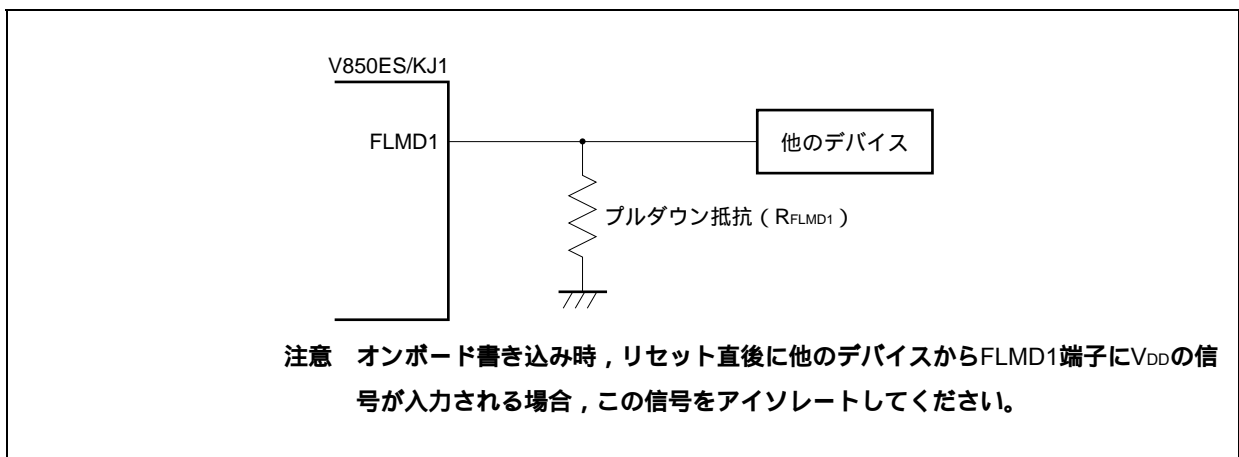 V850ES/KJ1
FLMD1
他のデバイス
プルダウン抵抗（RFLMD1）
注意　オンボード書き込み時，リセット直後に他のデバイスからFLMD1端子にVDDの信
号が入力される場合，この信号をアイソレートしてください。